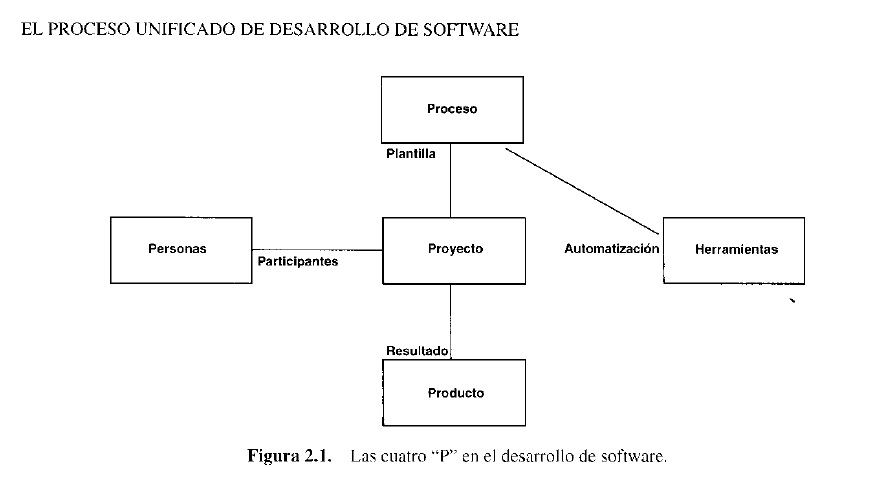 EL PROCESO UNIFICADO DE DESARROLLO DE SOFTWARE
Proceso
Plantilla
Personas
Participantes
Proyecto
Automatización
Herramientas
Resultado
Producto
Figura 2.1. Las cuatro “P” en el desarrollo de software.